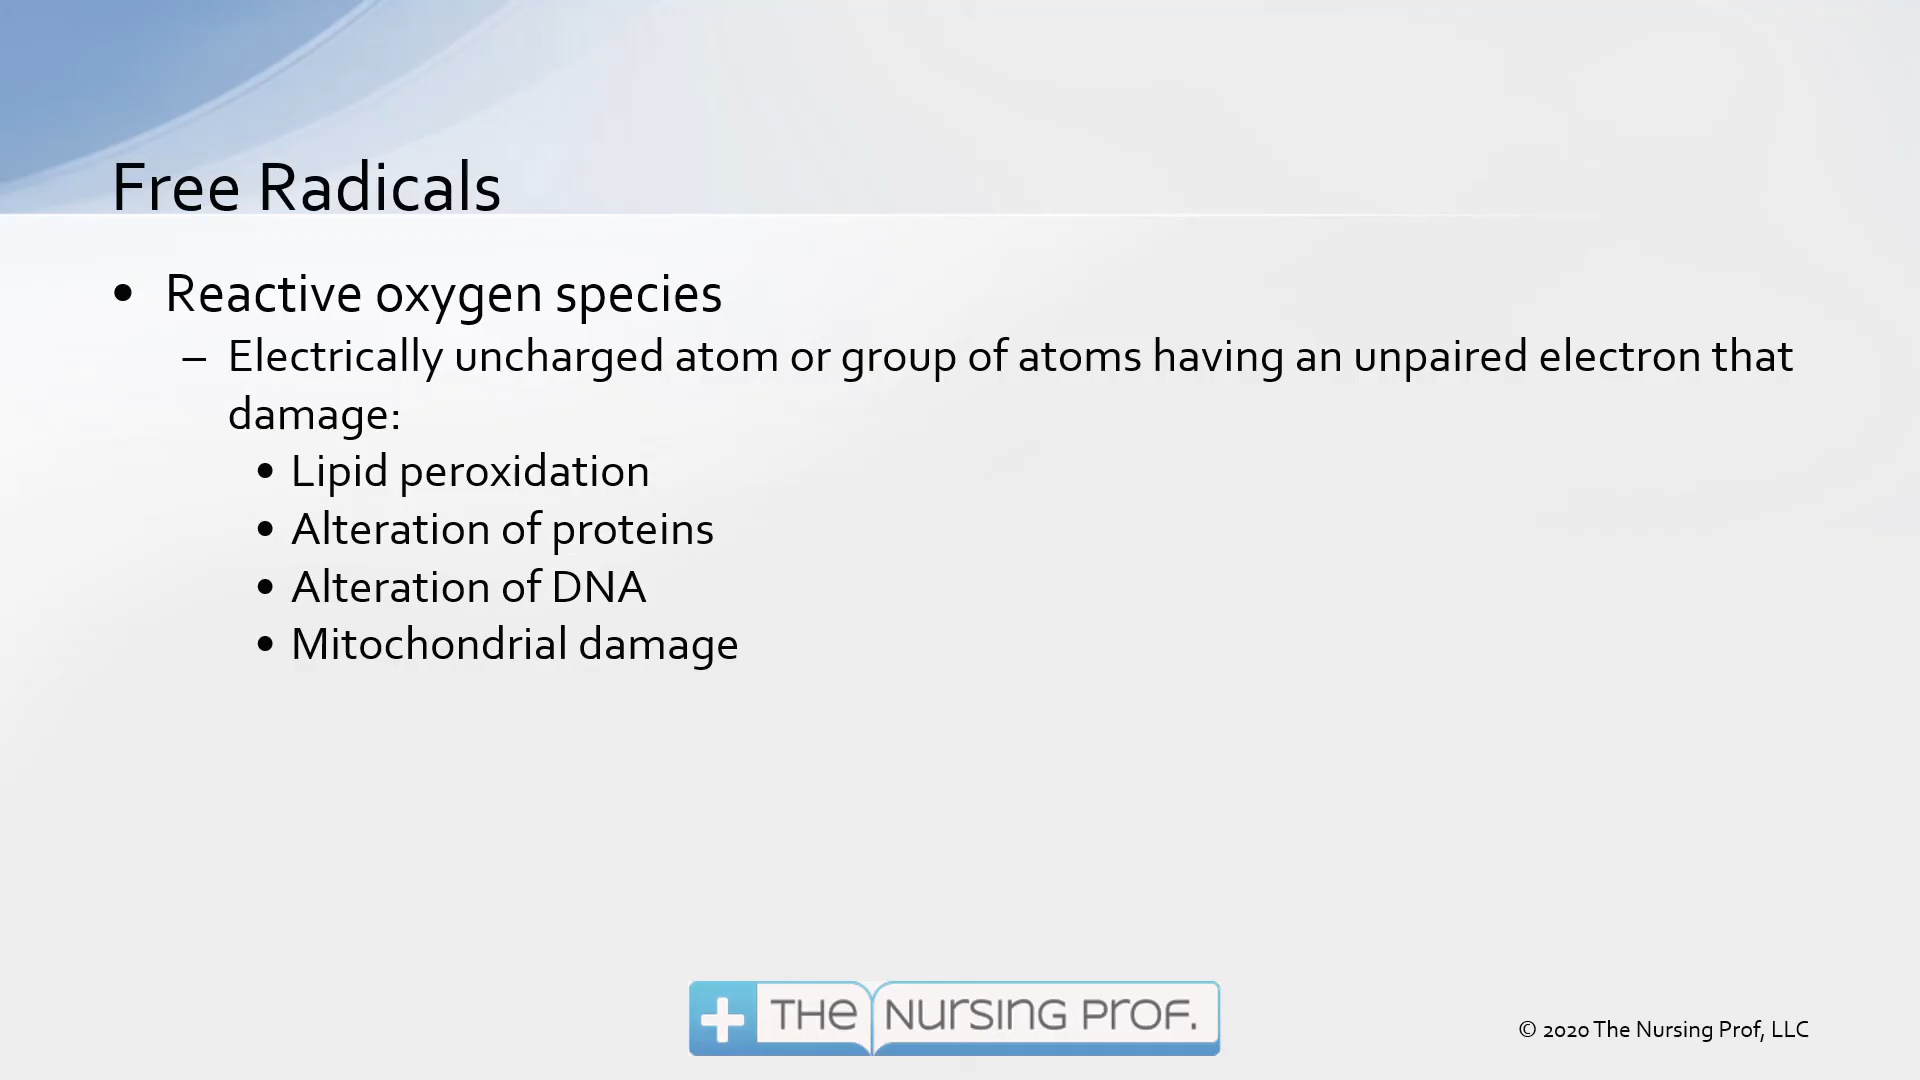 Free Radicals
• Reactive oxygen species
– Electrically uncharged atom or group of atoms having an unpaired electron that
damage:
• Lipid peroxidation
• Alteration of proteins
• Alteration of DNA
• Mitochondrial damage
THE NURSING PROF.
© 2020 The Nursing Prof, LLC